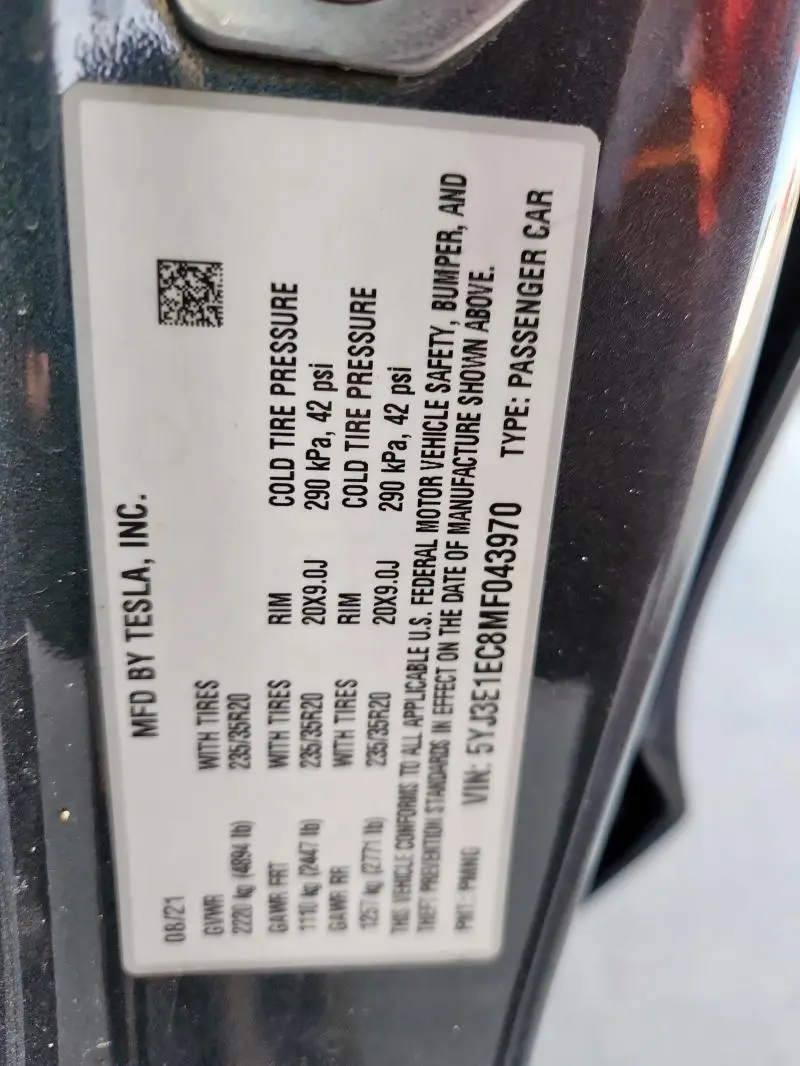 MFD BY TESLA, INC.
08/21
GVWR WITH TIRES
2220 kg (4894 lb) 235/35R20
GAWR FRT WITH TIRES RIM COLD TIRE PRESSURE
1110 kg (2447 lb) 235/35R20 20X9.0J 290 kPa, 42 psi
GAWR RR WITH TIRES RIM COLD TIRE PRESSURE
1257 kg (2771 lb) 235/35R20 20X9.0J 290 kPa, 42 psi
THIS VEHICLE CONFORMS TO ALL APPLICABLE U.S. FEDERAL MOTOR VEHICLE SAFETY, BUMPER, AND
THEFT PREVENTION STANDARDS IN EFFECT ON THE DATE OF MANUFACTURE SHOWN ABOVE.
PNT: PMNG VIN: 5YJ3E1EC8MF043970 TYPE: PASSENGER CAR